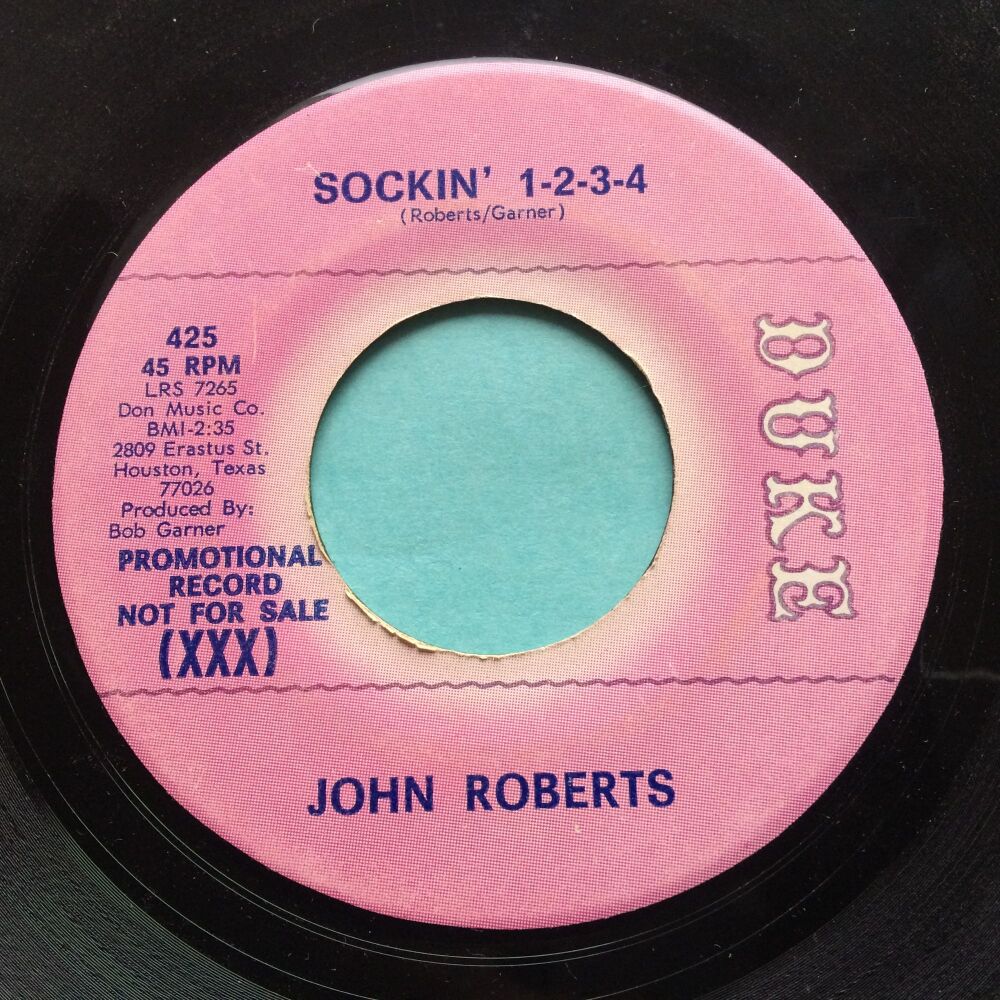 SOCKIN' 1-2-3-4
(Roberts/Garner)
425
45 RPM
LRS 7265
Don Music Co.
BMI-2:35
2809 Erastus St.
Houston, Texas
77026
Produced By:
Bob Garner
PROMOTIONAL
RECORD
NOT FOR SALE
(XXX)
DUKE
JOHN ROBERTS